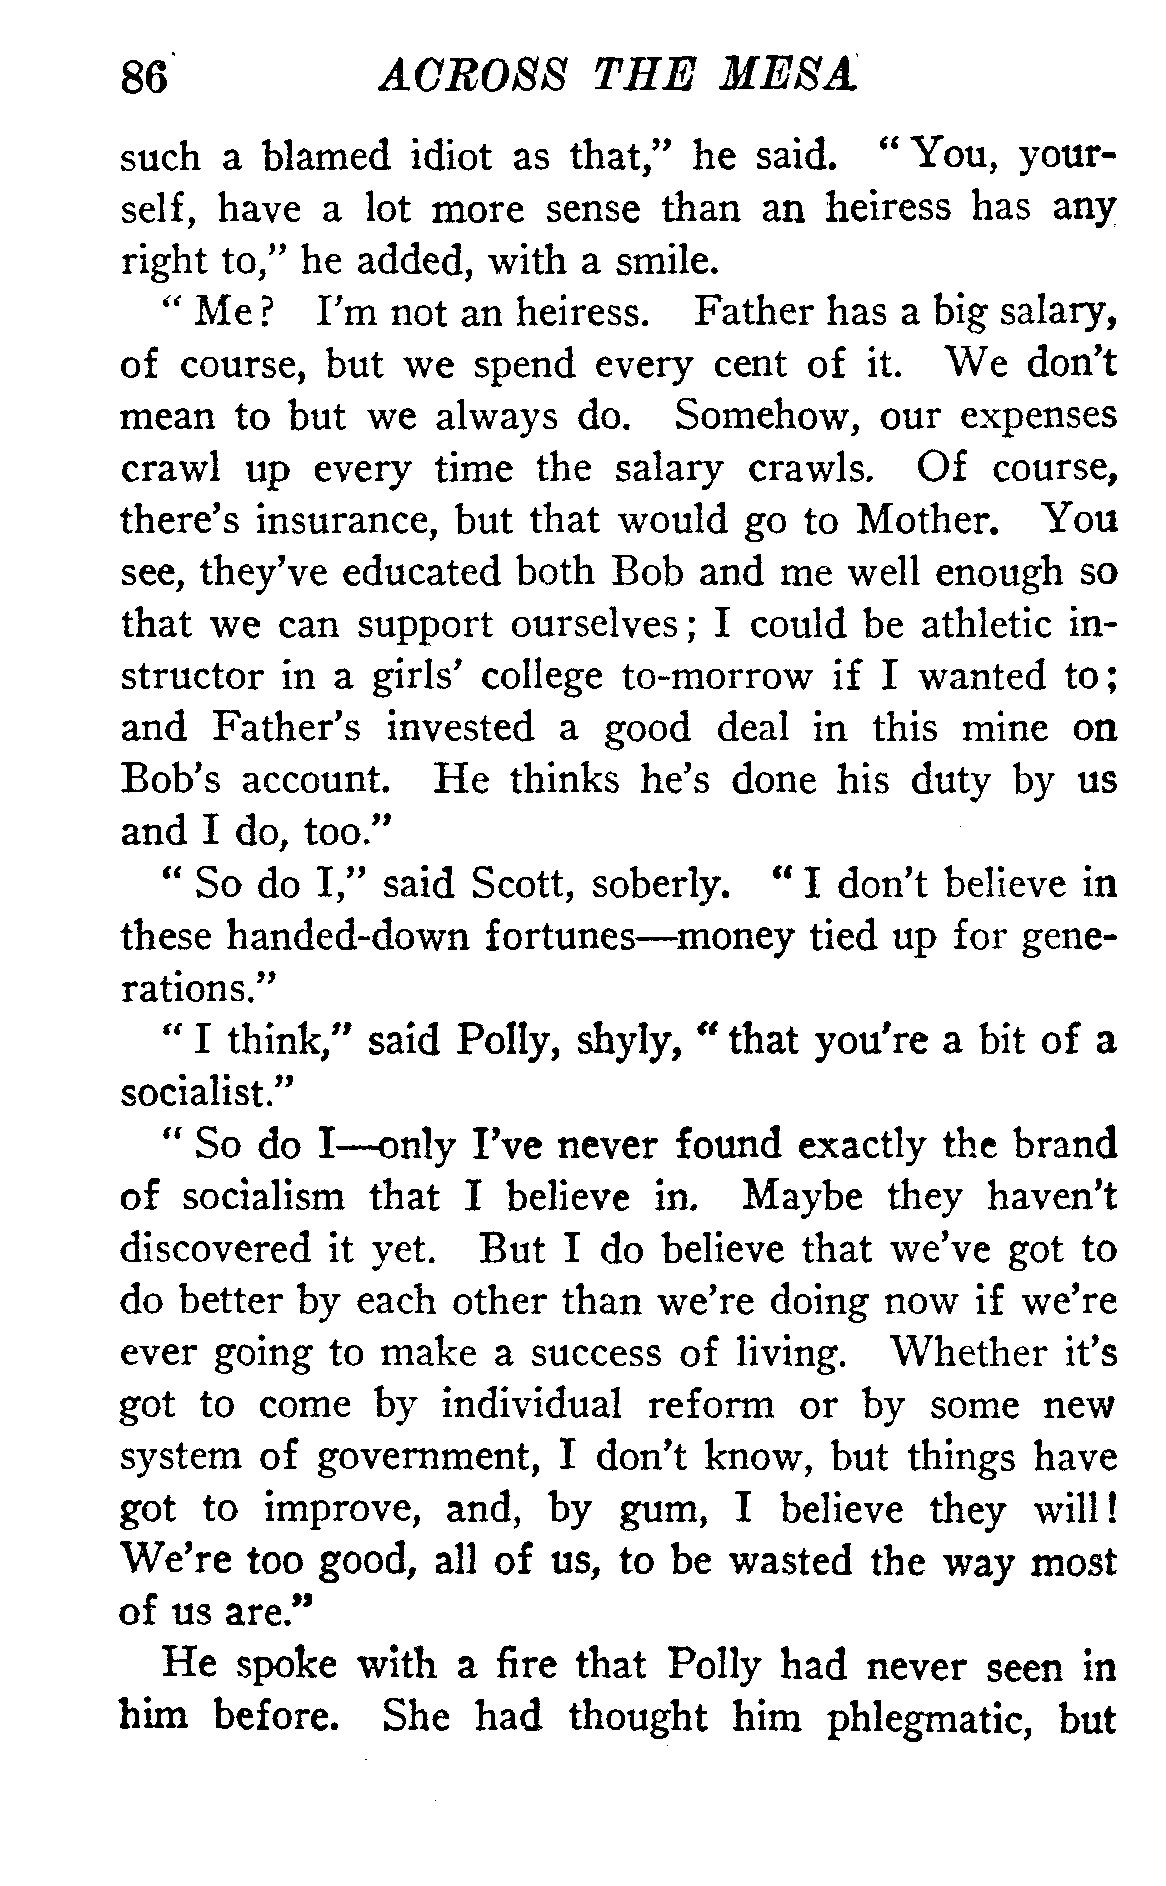 86 ACROSS THE MESA
such a blamed idiot as that,” he said. “ You, your-
self, have a lot more sense than an heiress has any
right to,” he added, with a smile.
“ Me? I’m not an heiress. Father has a big salary,
of course, but we spend every cent of it. We don’t
mean to but we always do. Somehow, our expenses
crawl up every time the salary crawls. Of course,
there’s insurance, but that would go to Mother. You
see, they’ve educated both Bob and me well enough so
that we can support ourselves; I could be athletic in-
structor in a girls’ college to-morrow if I wanted to;
and Father’s invested a good deal in this mine on
Bob’s account. He thinks he’s done his duty by us
and I do, too.”
“ So do I,” said Scott, soberly. “ I don’t believe in
these handed-down fortunes—money tied up for gene-
rations.”
“ I think,” said Polly, shyly, “ that you’re a bit of a
socialist.”
“ So do I—only I’ve never found exactly the brand
of socialism that I believe in. Maybe they haven’t
discovered it yet. But I do believe that we’ve got to
do better by each other than we’re doing now if we’re
ever going to make a success of living. Whether it’s
got to come by individual reform or by some new
system of government, I don’t know, but things have
got to improve, and, by gum, I believe they will!
We’re too good, all of us, to be wasted the way most
of us are.”
He spoke with a fire that Polly had never seen in
him before. She had thought him phlegmatic, but